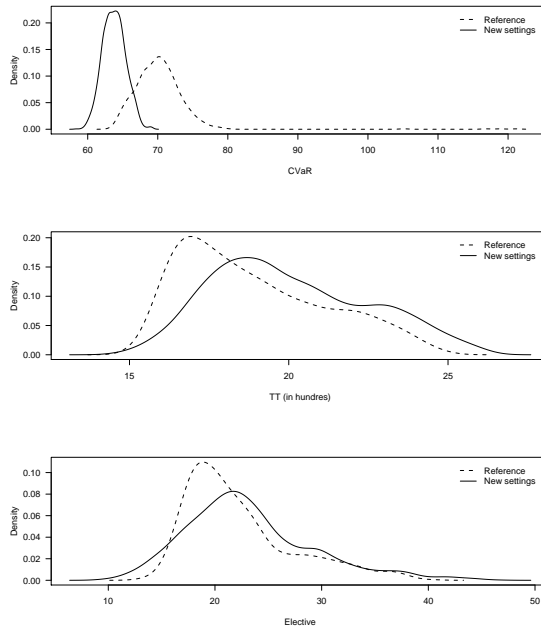 Reference
New settings
0.20
0.15
0.10
0.05
0.00
Density
60 70 80 90 100 110 120
CVaR
Reference
New settings
0.20
0.15
0.10
0.05
0.00
Density
15 20 25
TT (in hundres)
Reference
New settings
0.10
0.08
0.06
0.04
0.02
0.00
Density
10 20 30 40 50
Elective